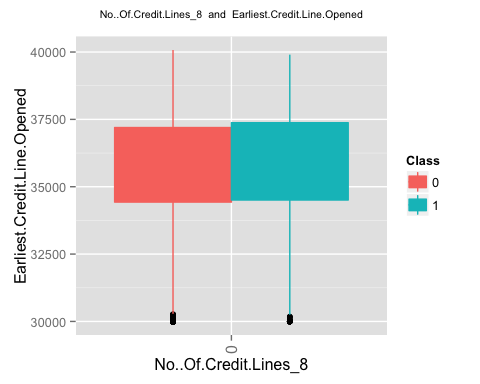 No..Of.Credit.Lines_8 and Earliest.Credit.Line.Opened
40000
37500
35000
32500
30000
Earliest.Credit.Line.Opened
0
No..Of.Credit.Lines_8
Class
0
1